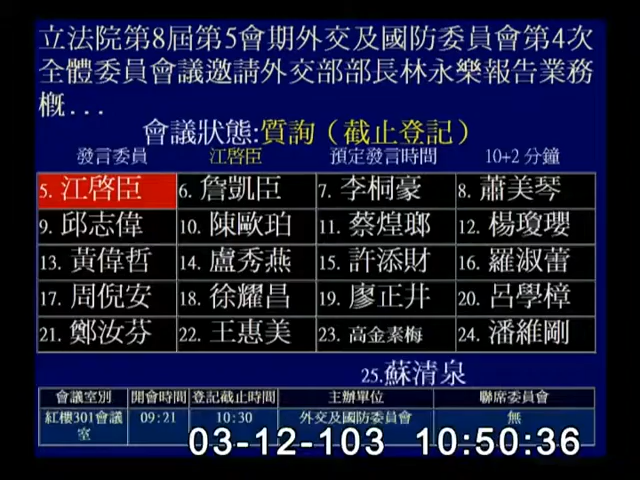 立法院第8屆第5會期外交及國防委員會第4次
全體委員會議邀請外交部部長林永樂報告業務
概...
會議狀態:質詢（截止登記）
發言委員 江啓臣 預定發言時間 10+2 分鐘
5. 江啓臣 6. 詹凱臣 7. 李桐豪 8. 蕭美琴
9. 邱志偉 10. 陳歐珀 11. 蔡煌瑯 12. 楊瓊瓔
13. 黃偉哲 14. 盧秀燕 15. 許添財 16. 羅淑蕾
17. 周倪安 18. 徐耀昌 19. 廖正井 20. 呂學樟
21. 鄭汝芬 22. 王惠美 23. 高金素梅 24. 潘維剛
25.蘇清泉
會議室別 開會時間 登記截止時間 主辦單位 聯席委員會
紅樓301會議 09:21 10:30 外交及國防委員會 無
室
03-12-103 10:50:36